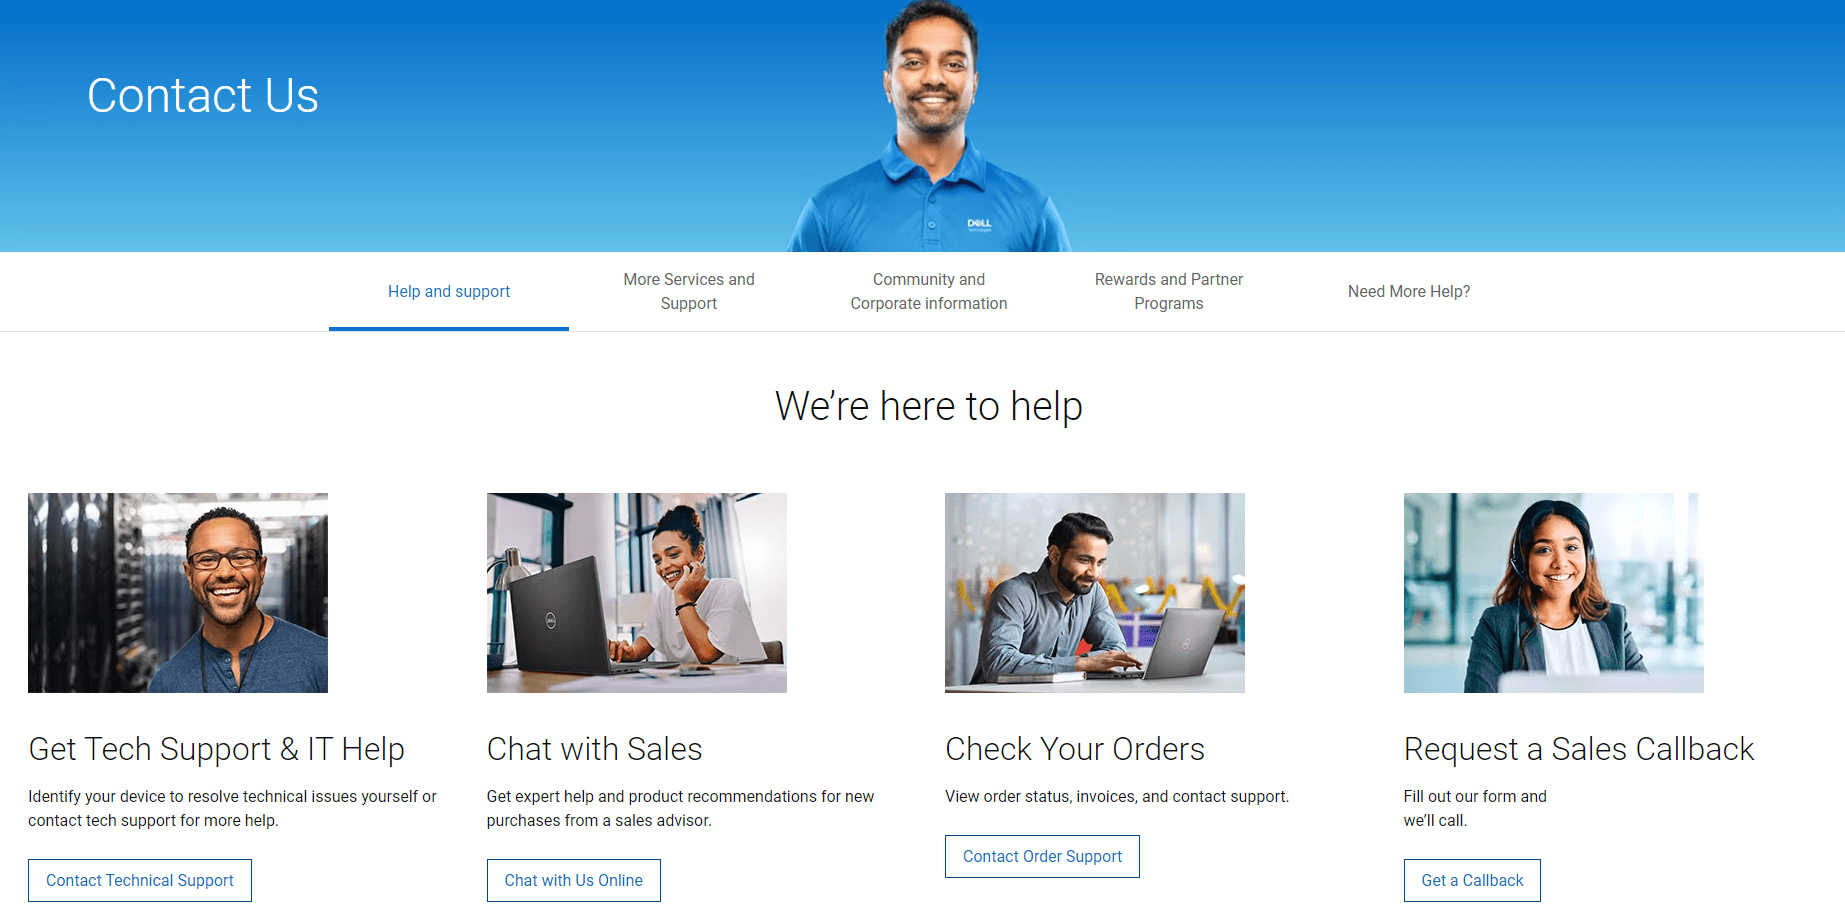 Contact Us
DELL
Technologies
Help and support
More Services and
Support
Community and
Corporate information
Rewards and Partner
Programs
Need More Help?
We’re here to help
Get Tech Support & IT Help
Identify your device to resolve technical issues yourself or
contact tech support for more help.
Contact Technical Support
Chat with Sales
Get expert help and product recommendations for new
purchases from a sales advisor.
Chat with Us Online
Check Your Orders
View order status, invoices, and contact support.
Contact Order Support
Request a Sales Callback
Fill out our form and
we’ll call.
Get a Callback